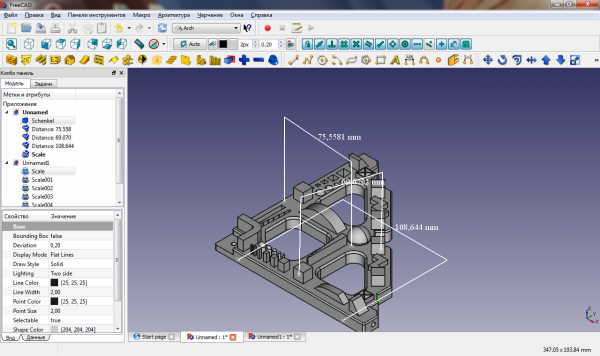 FreeCAD
Файл Правка Вид Панели инструментов Макро Архитектура Черчение Окна Справка
Arch
Auto 2px 0,20
Комбо панель
Модель Задачи
Метки и атрибуты
Приложение
Unnamed
Schenkel
Distance: 75.558
Distance: 69.070
Distance: 108.644
Scale
Unnamed1
Scale
Scale001
Scale002
Scale003
Scale004
Свойство Значение
Base
Bounding Box false
Deviation 0,20
Display Mode Flat Lines
Draw Style Solid
Lighting Two side
Line Color [25, 25, 25]
Line Width 2,00
Point Color [25, 25, 25]
Point Size 2,00
Selectable true
Shape Color [204, 204, 204]
Вид Данные
75,5581 mm
108,644 mm
Start page Unnamed : 1* Unnamed1 : 1*
347.05 x 193.84 mm